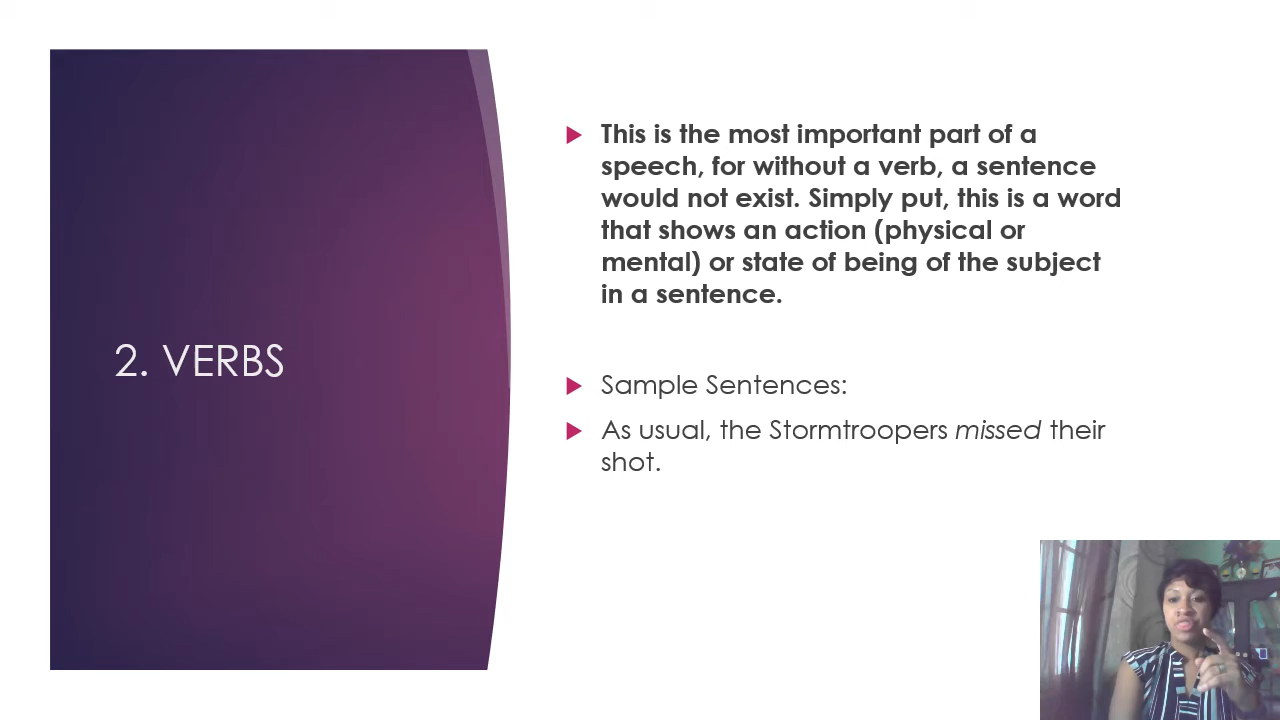 2. VERBS
This is the most important part of a
speech, for without a verb, a sentence
would not exist. Simply put, this is a word
that shows an action (physical or
mental) or state of being of the subject
in a sentence.
Sample Sentences:
As usual, the Stormtroopers missed their
shot.